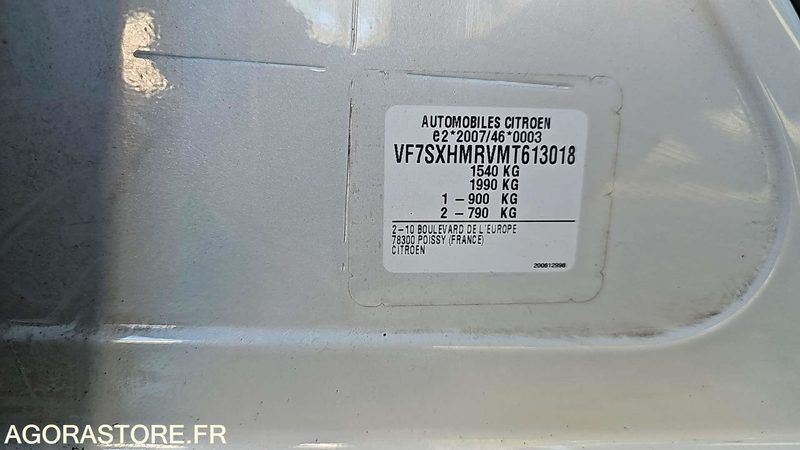 AUTOMOBILES CITROEN
e2*2007/46*0003
VF7SXHMRVMT613018
1540 KG
1990 KG
1 – 900 KG
2 – 790 KG
2–10 BOULEVARD DE L'EUROPE
78300 POISSY (FRANCE)
CITROEN
200812998
AGORASTORE.FR